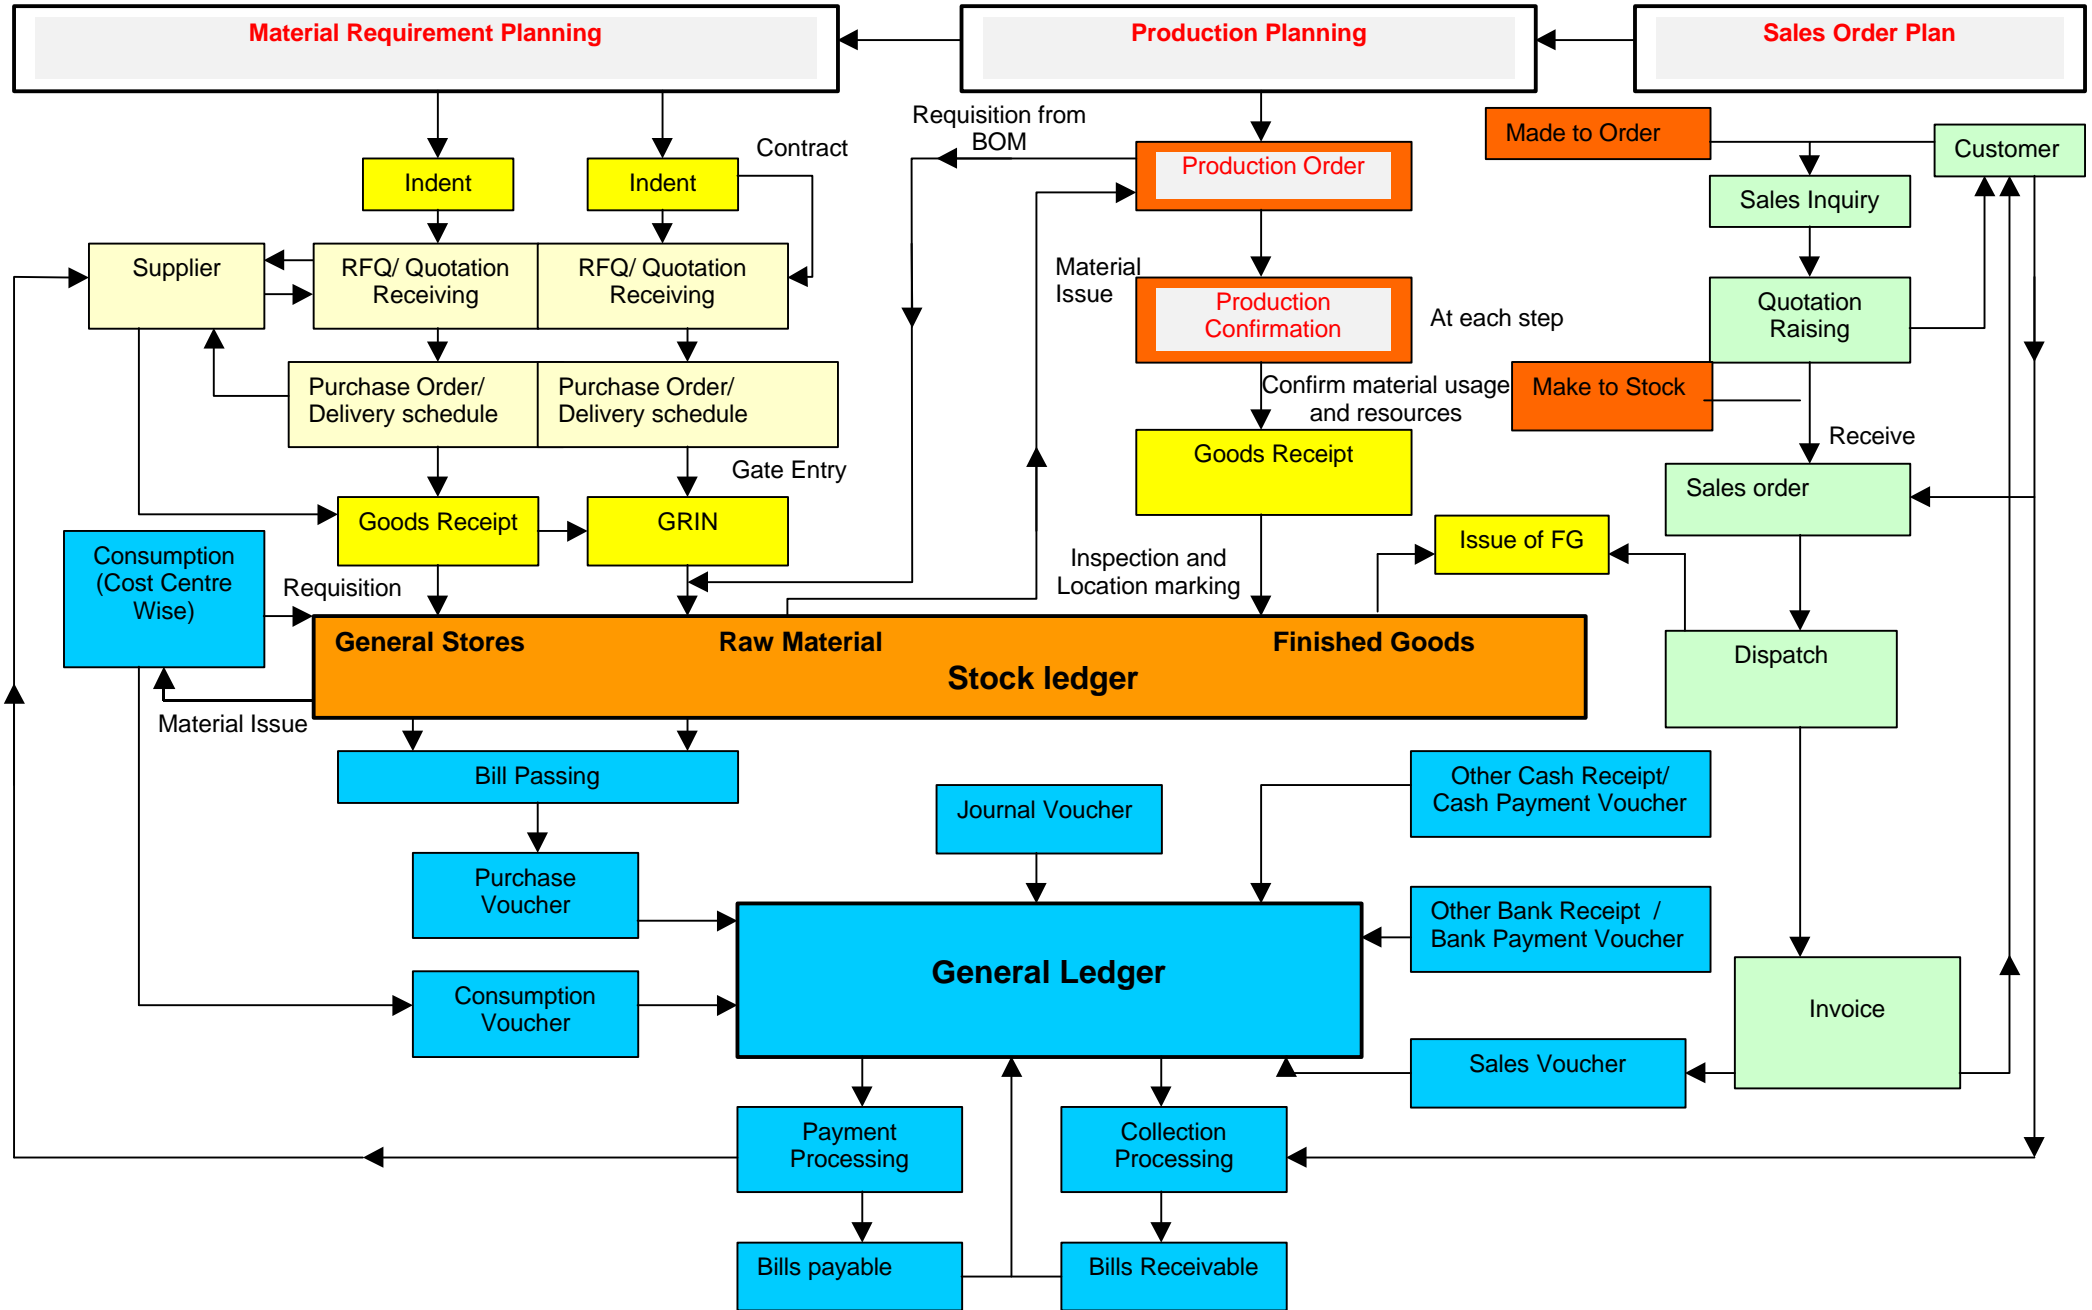 Material Requirement Planning
Production Planning
Sales Order Plan
Requisition from
BOM
Made to Order
Customer
Contract
Indent
Indent
Production Order
Sales Inquiry
Supplier
RFQ/ Quotation
Receiving
RFQ/ Quotation
Receiving
Material
Issue
Production
Confirmation
At each step
Quotation
Raising
Purchase Order/
Delivery schedule
Purchase Order/
Delivery schedule
Confirm material usage
and resources
Make to Stock
Receive
Gate Entry
Goods Receipt
Sales order
Goods Receipt
GRIN
Issue of FG
Consumption
(Cost Centre
Wise)
Requisition
Inspection and
Location marking
General Stores
Raw Material
Finished Goods
Stock ledger
Dispatch
Material Issue
Bill Passing
Journal Voucher
Other Cash Receipt/
Cash Payment Voucher
Purchase
Voucher
Other Bank Receipt /
Bank Payment Voucher
General Ledger
Consumption
Voucher
Invoice
Sales Voucher
Payment
Processing
Collection
Processing
Bills payable
Bills Receivable